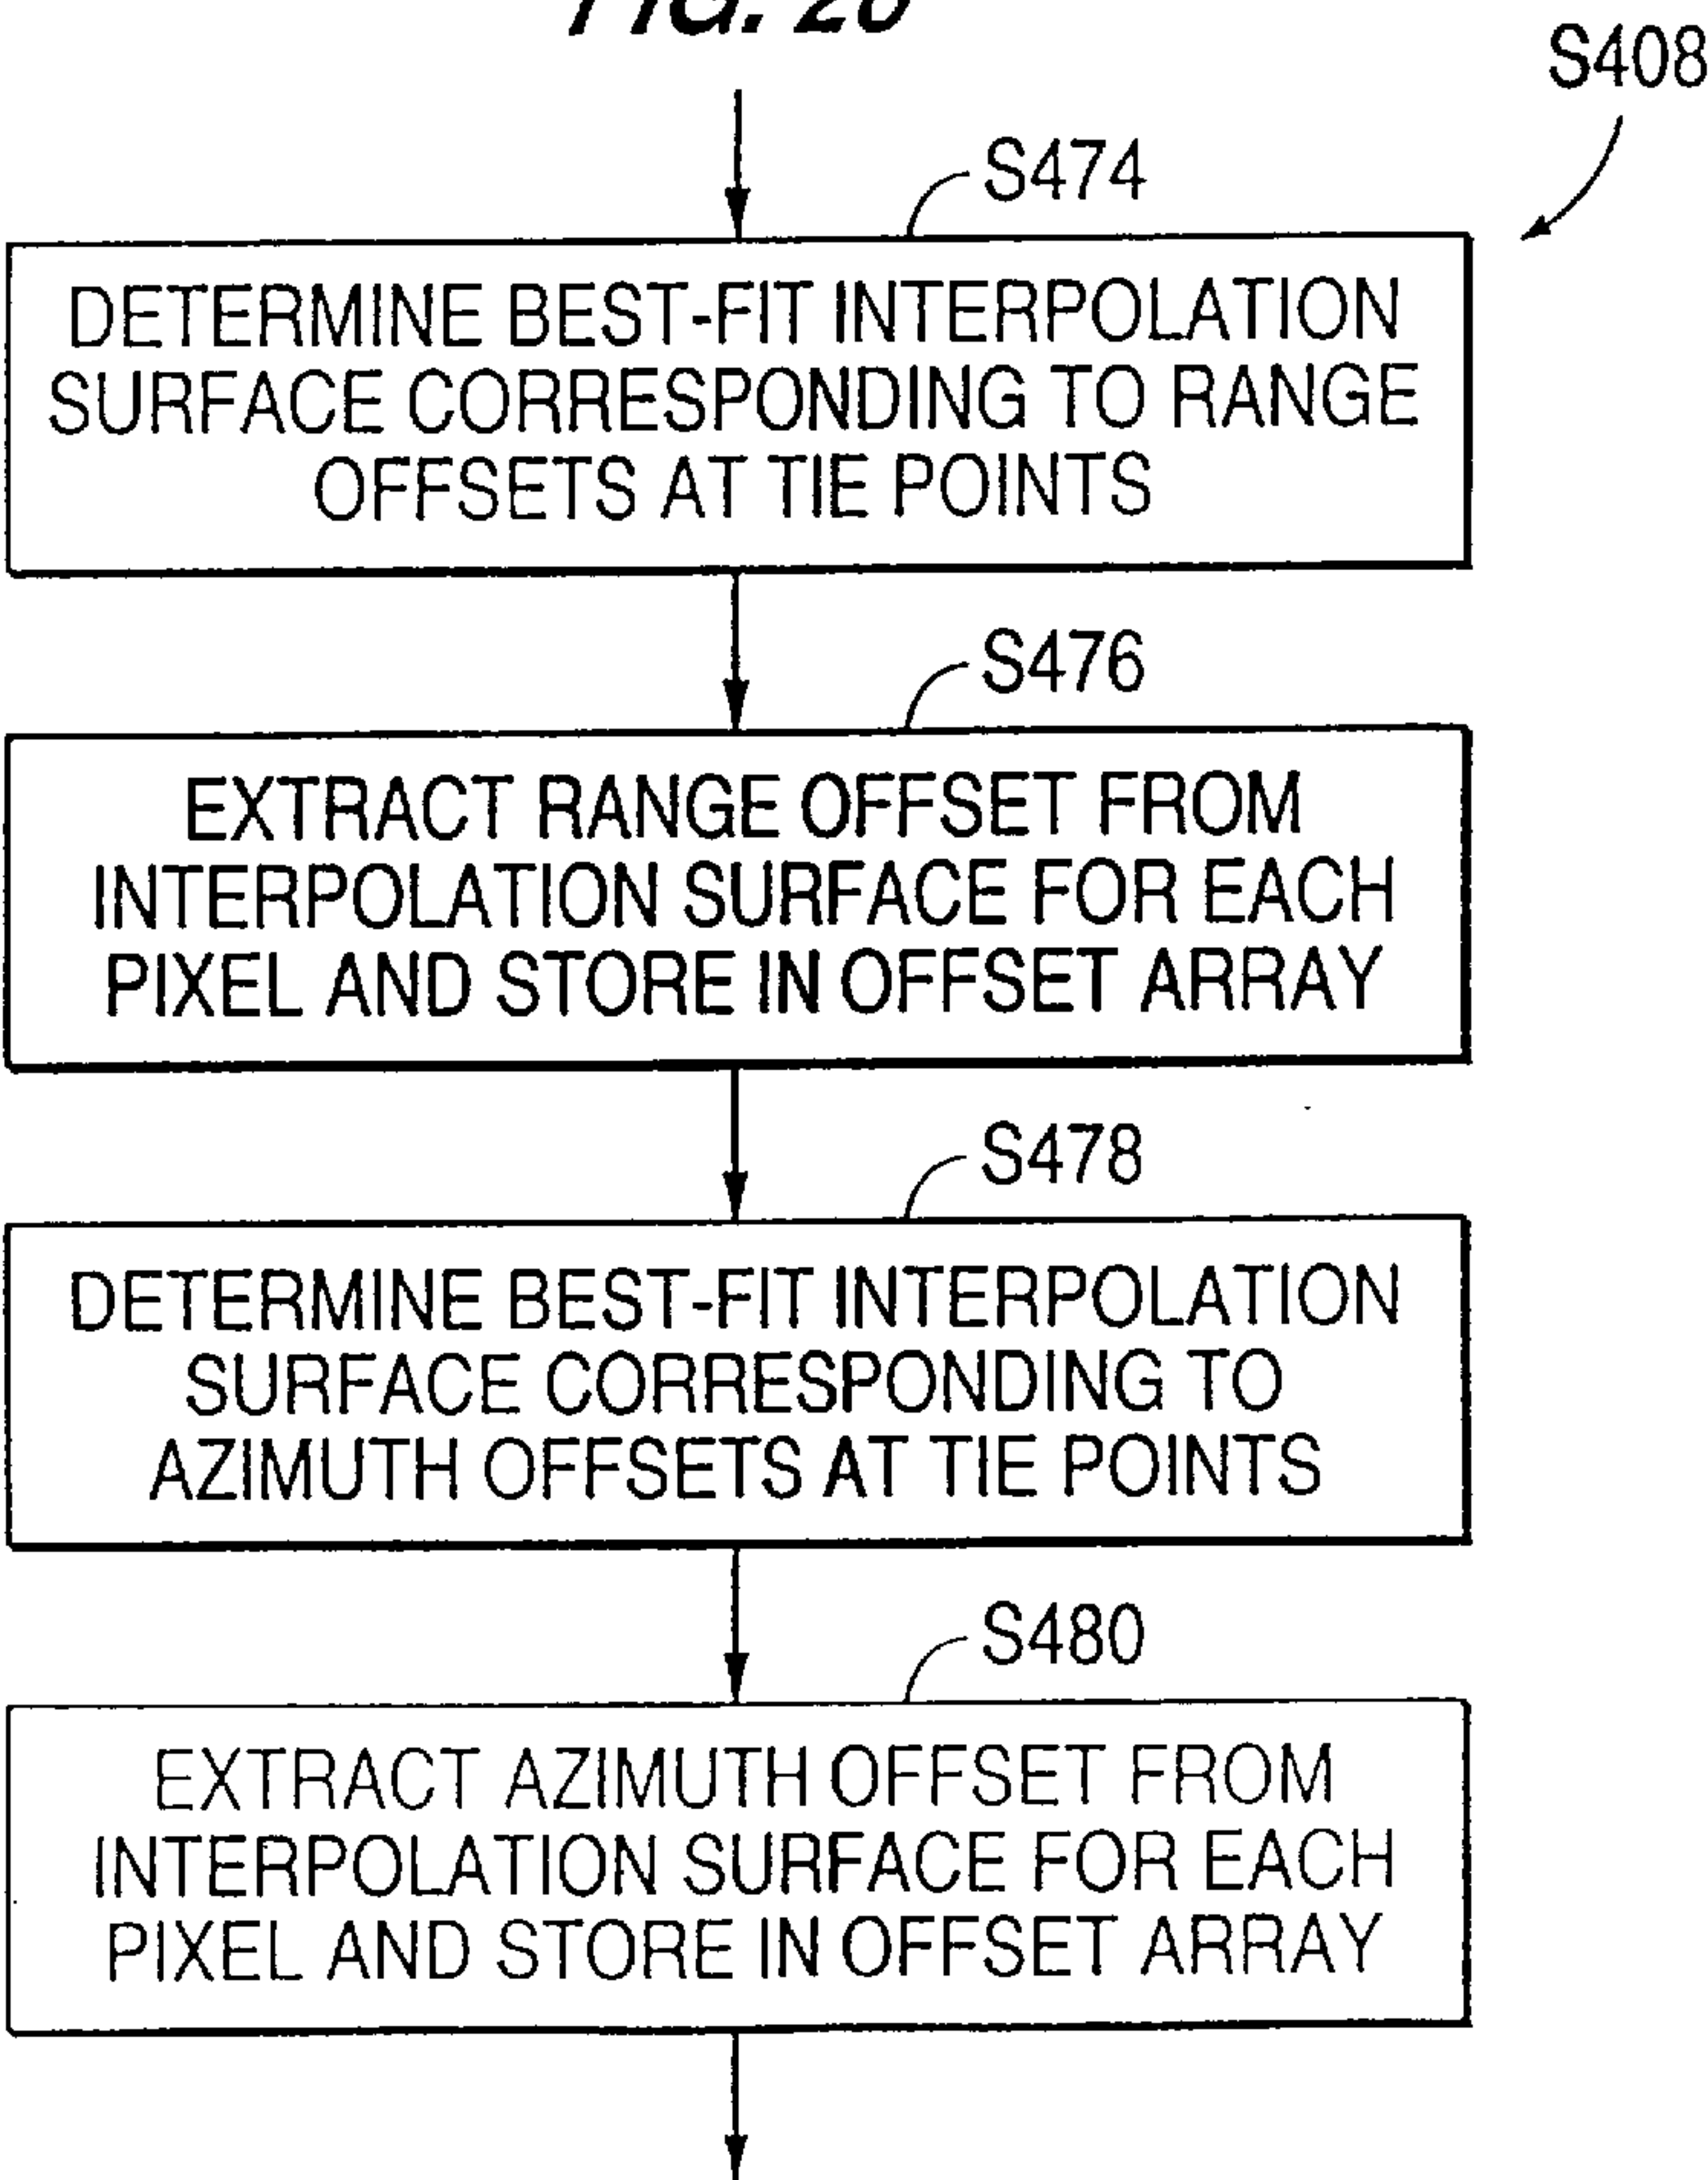 S408
S474
DETERMINE BEST-FIT INTERPOLATION
SURFACE CORRESPONDING TO RANGE
OFFSETS AT TIE POINTS
S476
EXTRACT RANGE OFFSET FROM
INTERPOLATION SURFACE FOR EACH
PIXEL AND STORE IN OFFSET ARRAY
S478
DETERMINE BEST-FIT INTERPOLATION
SURFACE CORRESPONDING TO
AZIMUTH OFFSETS AT TIE POINTS
S480
EXTRACT AZIMUTH OFFSET FROM
INTERPOLATION SURFACE FOR EACH
PIXEL AND STORE IN OFFSET ARRAY